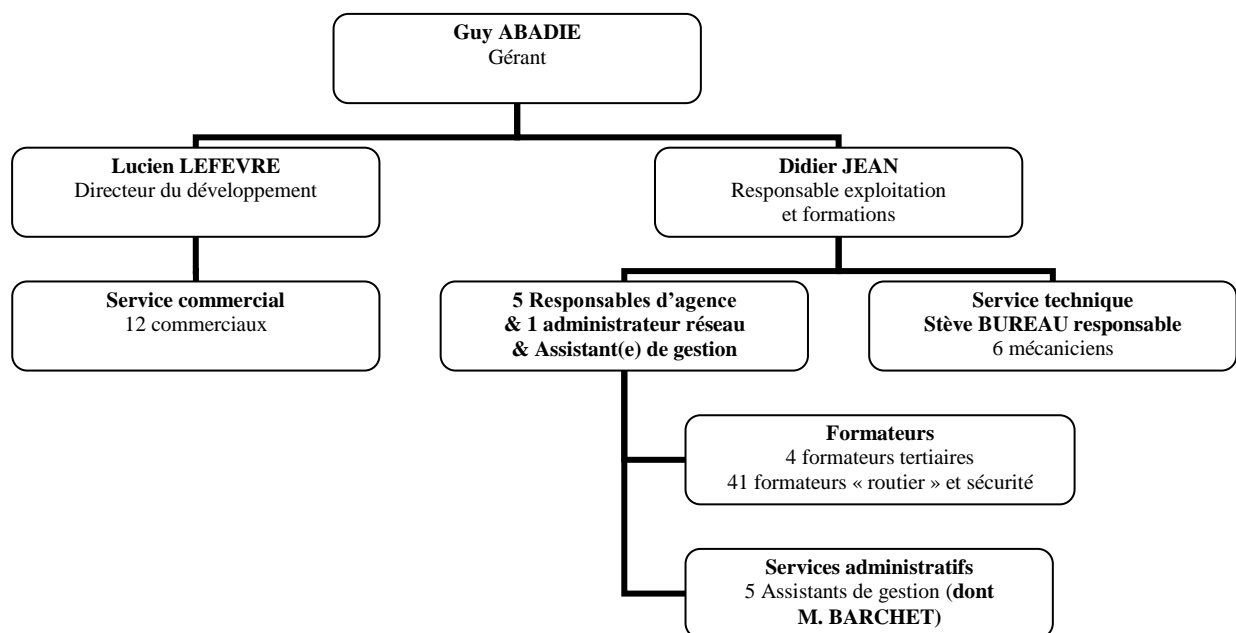 Guy ABADIE
Gérant
Lucien LEFEVRE
Directeur du développement
Didier JEAN
Responsable exploitation
et formations
Service commercial
12 commerciaux
5 Responsables d’agence
& 1 administrateur réseau
& Assistant(e) de gestion
Service technique
Stève BUREAU responsable
6 mécaniciens
Formateurs
4 formateurs tertiaires
41 formateurs « routier » et sécurité
Services administratifs
5 Assistants de gestion (dont
M. BARCHET)